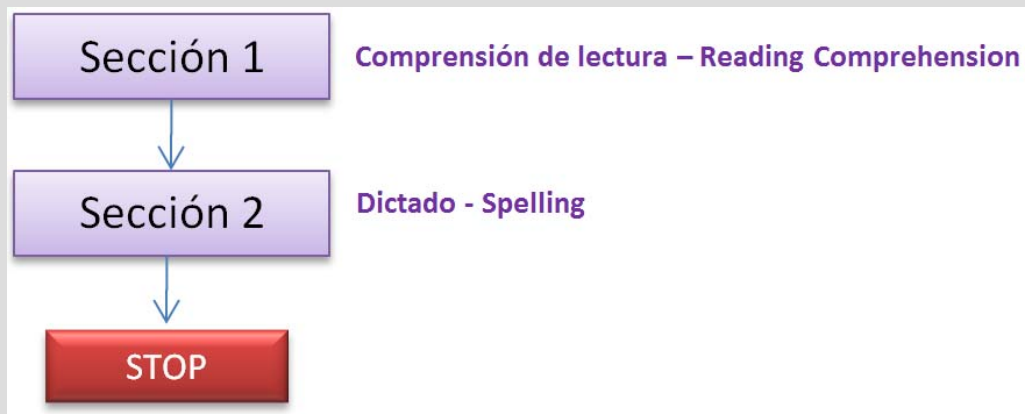 Sección 1
Comprensión de lectura – Reading Comprehension
Sección 2
Dictado - Spelling
STOP